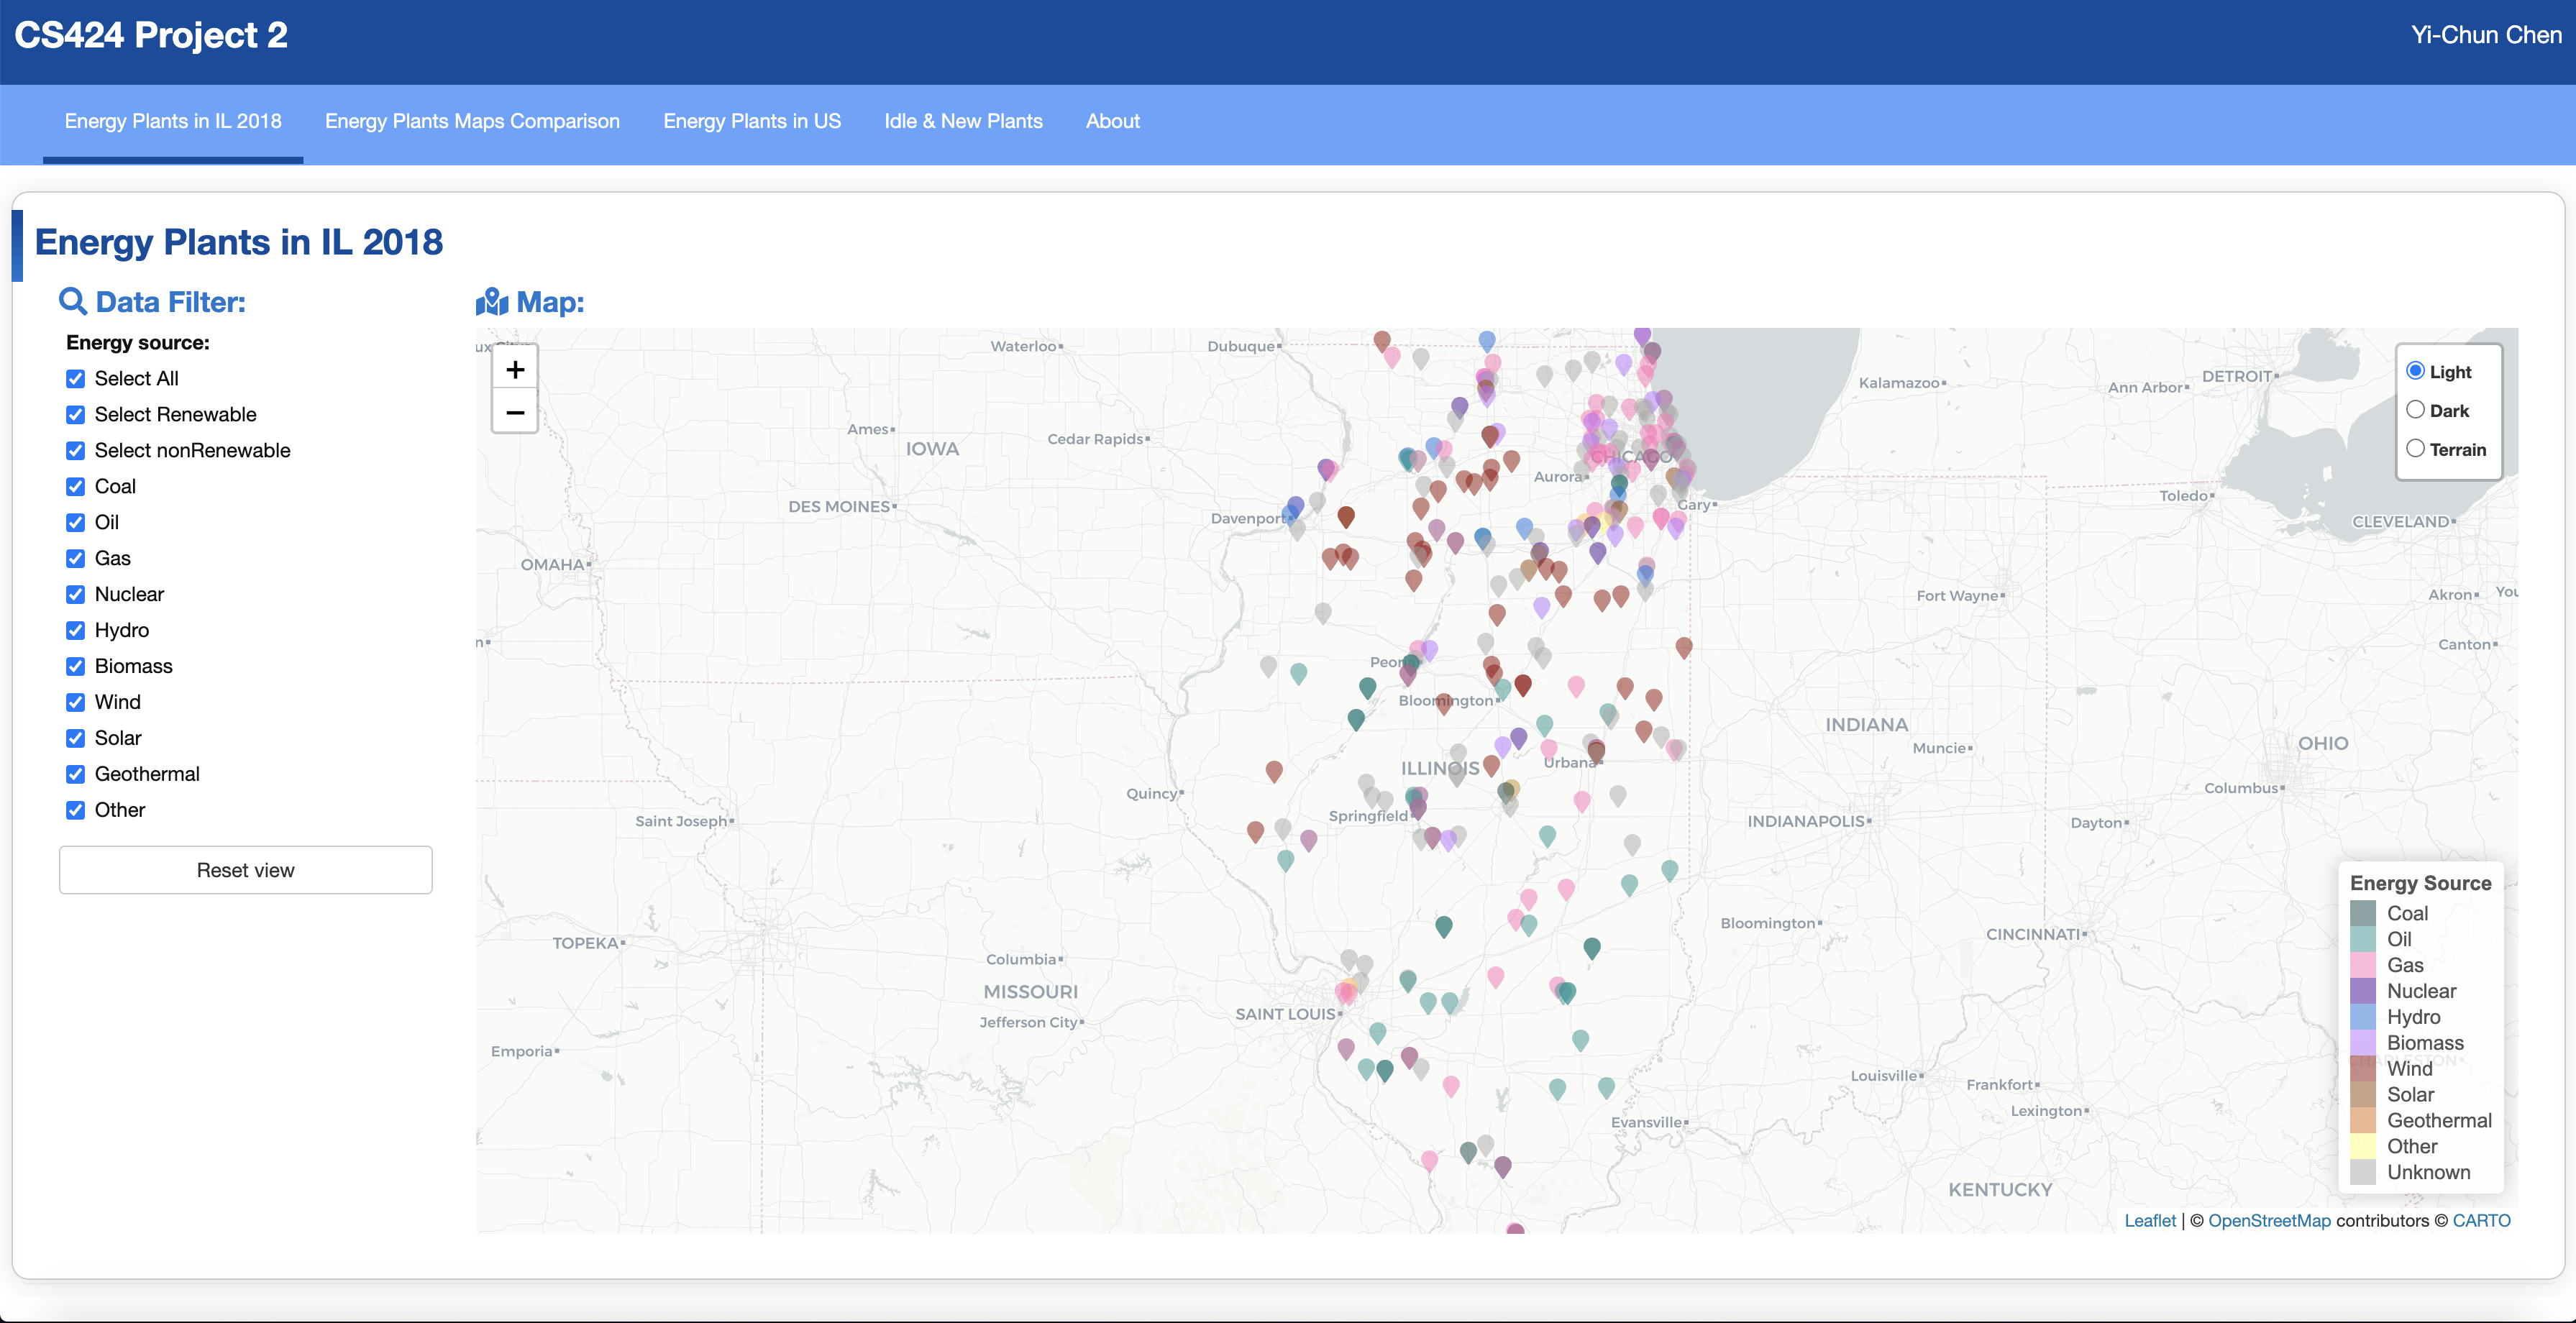 CS424 Project 2
Yi-Chun Chen
Energy Plants in IL 2018
Energy Plants Maps Comparison
Energy Plants in US
Idle & New Plants
About
Energy Plants in IL 2018
Data Filter:
Energy source:
Select All
Select Renewable
Select nonRenewable
Coal
Oil
Gas
Nuclear
Hydro
Biomass
Wind
Solar
Geothermal
Other
Reset view
Map:
+
−
Light
Dark
Terrain
Waterloo
Dubuque
Kalamazoo
Ann Arbor
DETROIT
Ames
IOWA
Cedar Rapids
CHICAGO
Aurora
Toledo
DES MOINES
Davenport
Gary
CLEVELAND
OMAHA
Fort Wayne
Akron
You
Canton
Peoria
Bloomington
INDIANA
Muncie
OHIO
ILLINOIS
Urbana
Quincy
Columbus
Springfield
Saint Joseph
INDIANAPOLIS
Dayton
Bloomington
CINCINNATI
TOPEKA
Columbia
MISSOURI
SAINT LOUIS
Jefferson City
Emporia
Louisville
Frankfort
Lexington
Evansville
KENTUCKY
Energy Source
Coal
Oil
Gas
Nuclear
Hydro
Biomass
Wind
Solar
Geothermal
Other
Unknown
Leaflet | © OpenStreetMap contributors © CARTO